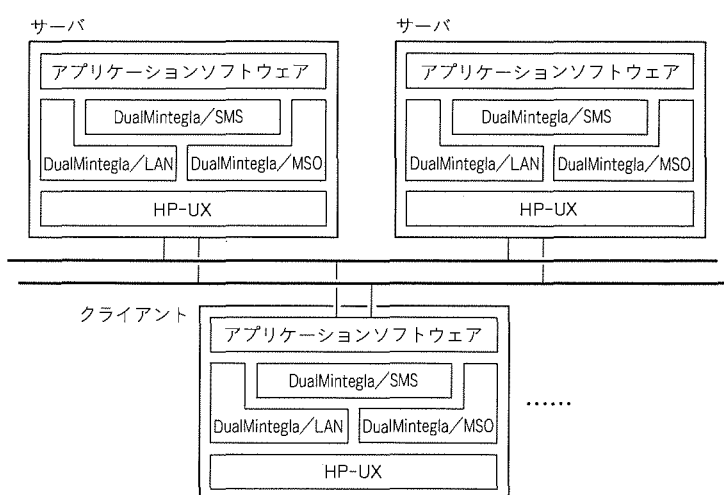 サーバ
アプリケーションソフトウェア
DualMintegla/SMS
DualMintegla/LAN
DualMintegla/MSO
HP-UX
サーバ
アプリケーションソフトウェア
DualMintegla/SMS
DualMintegla/LAN
DualMintegla/MSO
HP-UX
クライアント
アプリケーションソフトウェア
DualMintegla/SMS
DualMintegla/LAN
DualMintegla/MSO
HP-UX
……